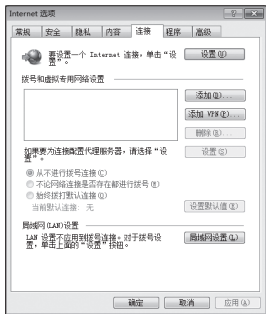 Internet 选项
常规 安全 隐私 内容 连接 程序 高级
要设置一个 Internet 连接，单击“设
置”。
设置(U)
拨号和虚拟专用网络设置
添加(D)...
添加 VPN(P)...
删除(R)...
如果要为连接配置代理服务器，请选择“设
置”。
设置(S)
从不进行拨号连接(C)
不论网络连接是否存在都进行拨号(W)
始终拨打默认连接(O)
当前默认连接: 无
设置默认值(E)
局域网(LAN)设置
LAN 设置不应用到拨号连接。对于拨号设
置，单击上面的“设置”按钮。
局域网设置(L)
确定 取消 应用(A)